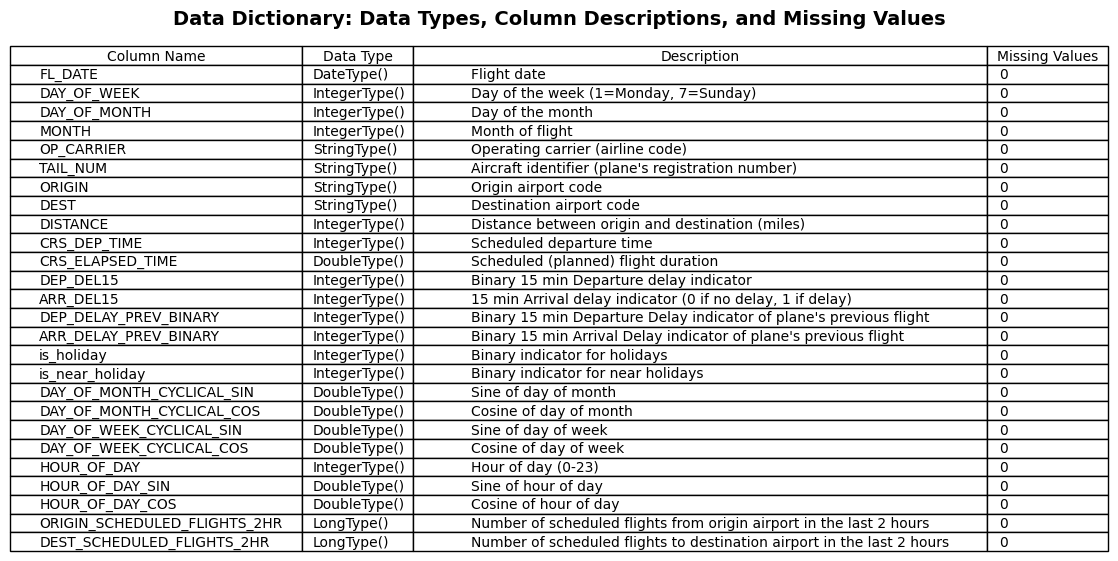 Data Dictionary: Data Types, Column Descriptions, and Missing Values
Column Name Data Type Description Missing Values
FL_DATE DateType() Flight date 0
DAY_OF_WEEK IntegerType() Day of the week (1=Monday, 7=Sunday) 0
DAY_OF_MONTH IntegerType() Day of the month 0
MONTH IntegerType() Month of flight 0
OP_CARRIER StringType() Operating carrier (airline code) 0
TAIL_NUM StringType() Aircraft identifier (plane's registration number) 0
ORIGIN StringType() Origin airport code 0
DEST StringType() Destination airport code 0
DISTANCE IntegerType() Distance between origin and destination (miles) 0
CRS_DEP_TIME IntegerType() Scheduled departure time 0
CRS_ELAPSED_TIME DoubleType() Scheduled (planned) flight duration 0
DEP_DEL15 IntegerType() Binary 15 min Departure delay indicator 0
ARR_DEL15 IntegerType() 15 min Arrival delay indicator (0 if no delay, 1 if delay) 0
DEP_DELAY_PREV_BINARY IntegerType() Binary 15 min Departure Delay indicator of plane's previous flight 0
ARR_DELAY_PREV_BINARY IntegerType() Binary 15 min Arrival Delay indicator of plane's previous flight 0
is_holiday IntegerType() Binary indicator for holidays 0
is_near_holiday IntegerType() Binary indicator for near holidays 0
DAY_OF_MONTH_CYCLICAL_SIN DoubleType() Sine of day of month 0
DAY_OF_MONTH_CYCLICAL_COS DoubleType() Cosine of day of month 0
DAY_OF_WEEK_CYCLICAL_SIN DoubleType() Sine of day of week 0
DAY_OF_WEEK_CYCLICAL_COS DoubleType() Cosine of day of week 0
HOUR_OF_DAY IntegerType() Hour of day (0-23) 0
HOUR_OF_DAY_SIN DoubleType() Sine of hour of day 0
HOUR_OF_DAY_COS DoubleType() Cosine of hour of day 0
ORIGIN_SCHEDULED_FLIGHTS_2HR LongType() Number of scheduled flights from origin airport in the last 2 hours 0
DEST_SCHEDULED_FLIGHTS_2HR LongType() Number of scheduled flights to destination airport in the last 2 hours 0